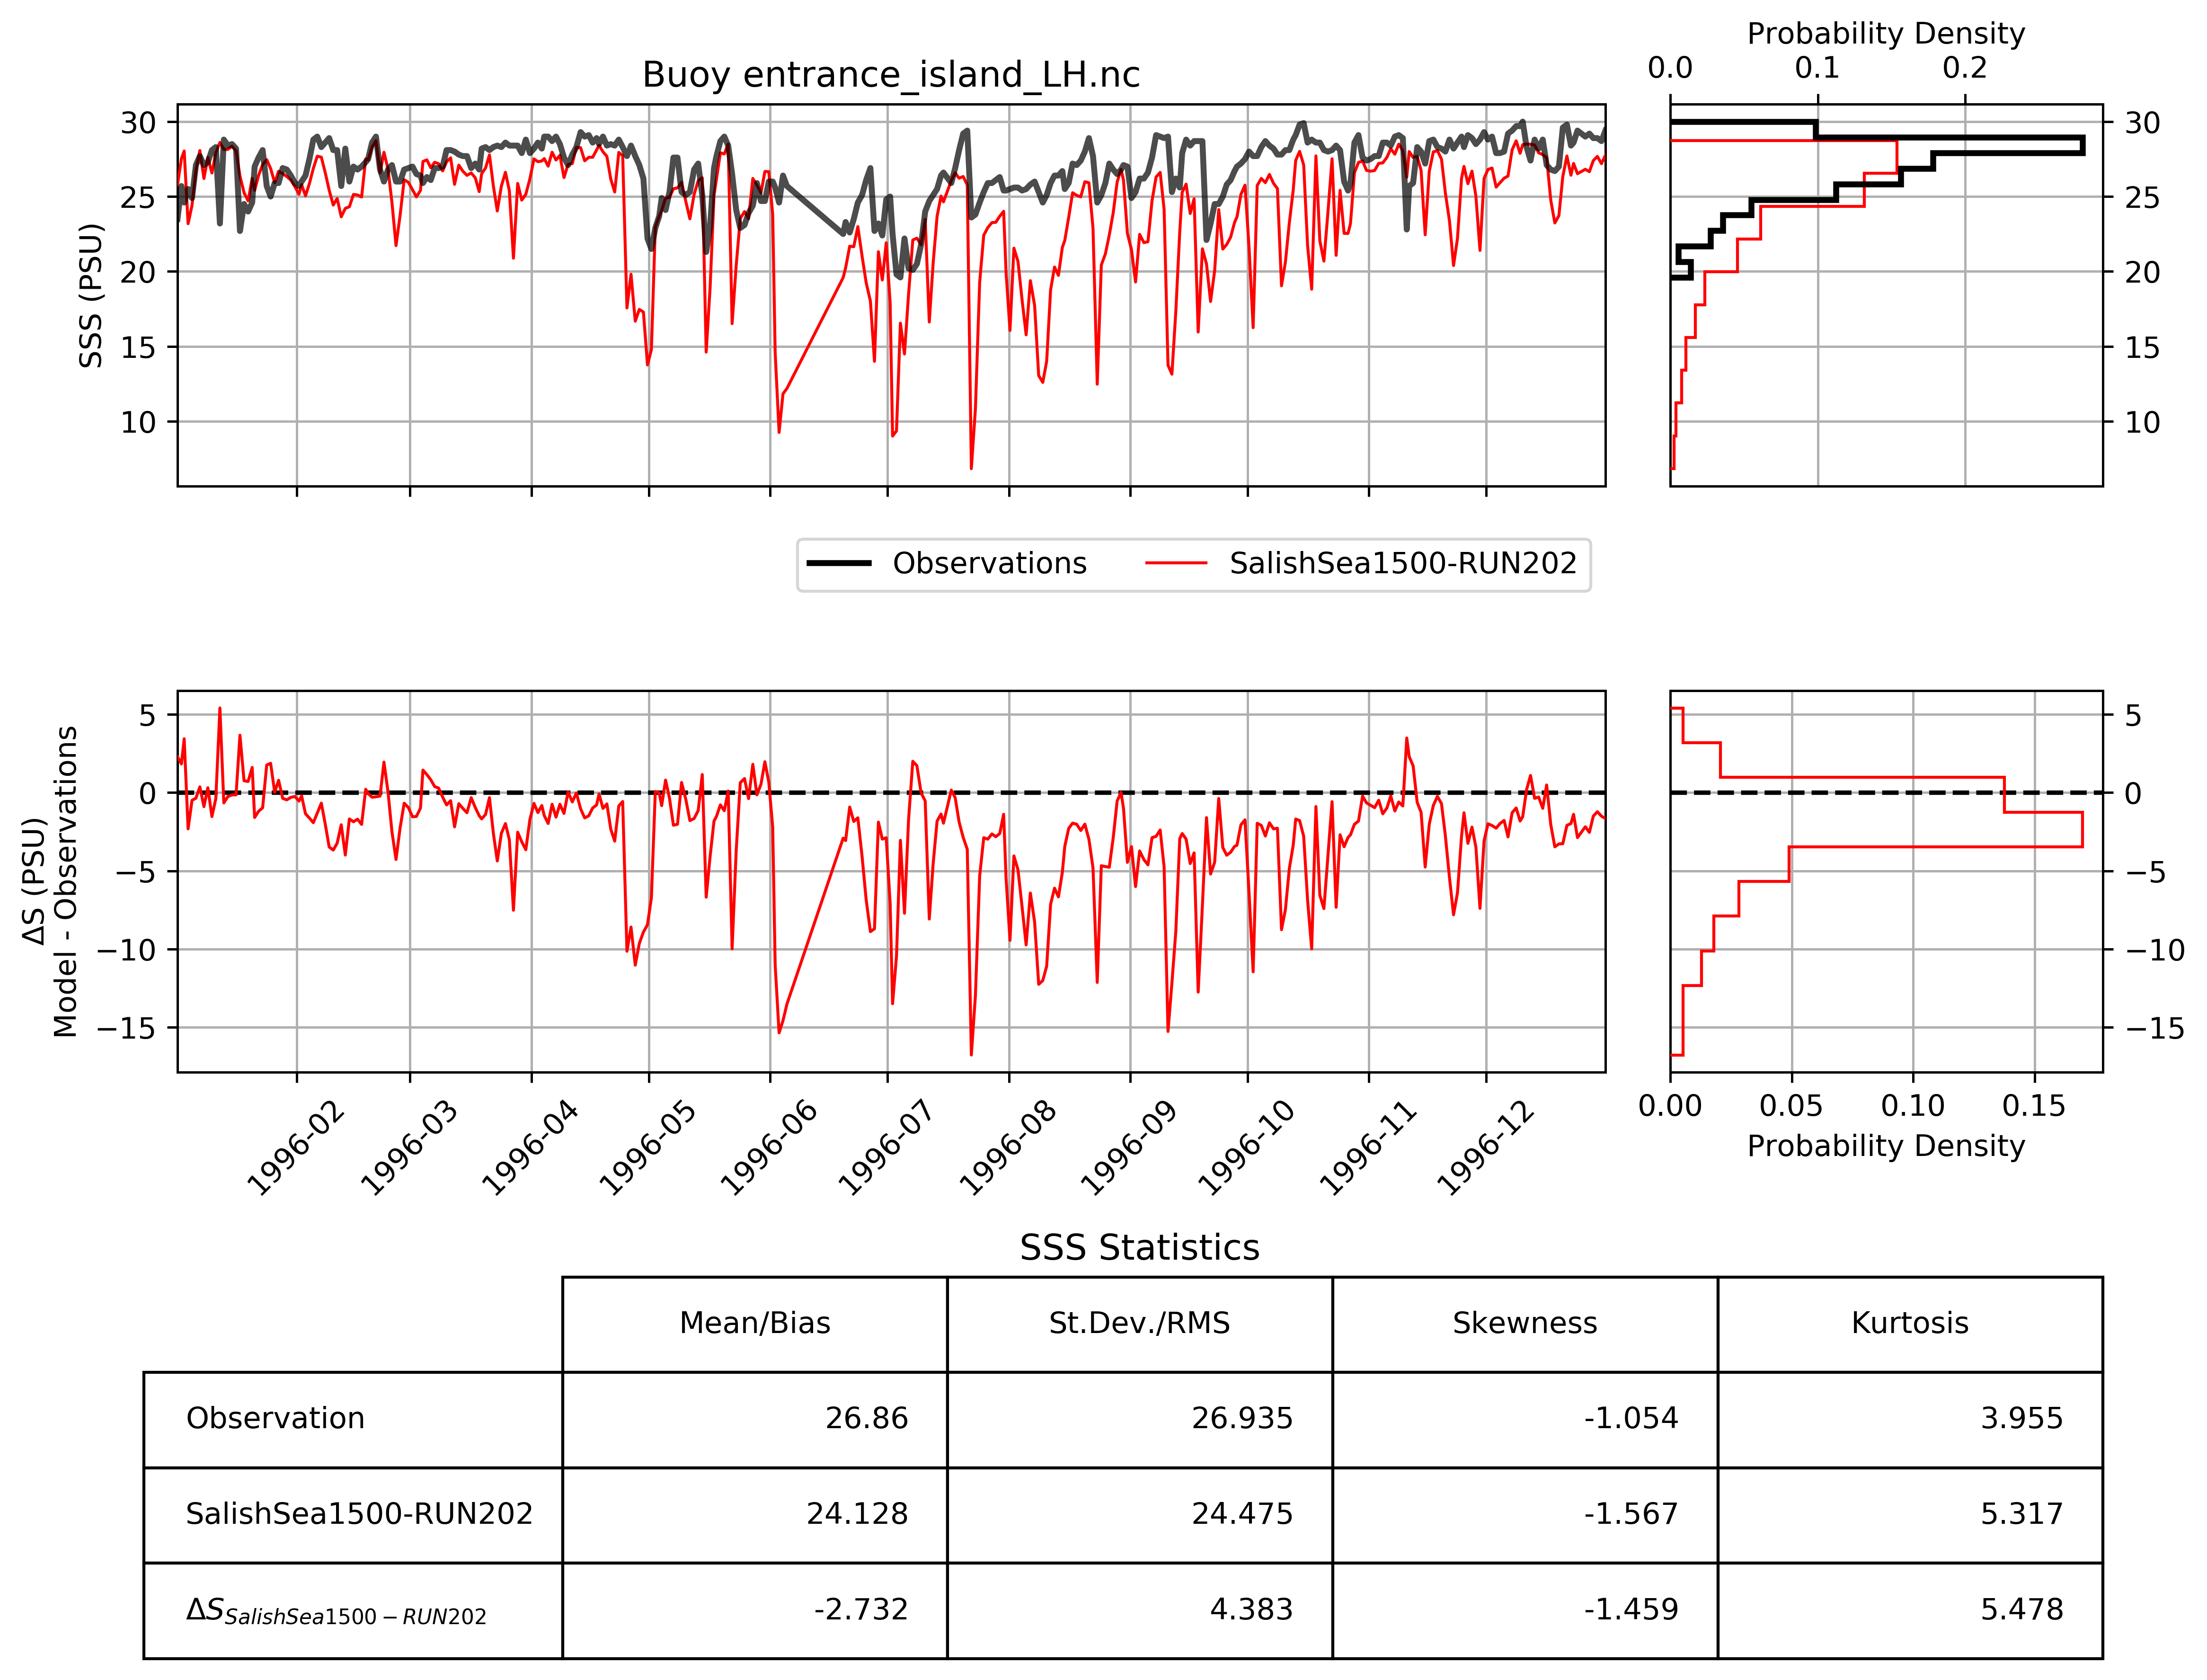 Probability Density
0.0 0.1 0.2
Buoy entrance_island_LH.nc
SSS (PSU)
30
25
20
15
10
30
25
20
15
10
Observations SalishSea1500-RUN202
ΔS (PSU)
Model - Observations
5
0
−5
−10
−15
5
0
−5
−10
−15
1996-02 1996-03 1996-04 1996-05 1996-06 1996-07 1996-08 1996-09 1996-10 1996-11 1996-12
0.00 0.05 0.10 0.15
Probability Density
SSS Statistics
Mean/Bias St.Dev./RMS Skewness Kurtosis
Observation 26.86 26.935 -1.054 3.955
SalishSea1500-RUN202 24.128 24.475 -1.567 5.317
ΔS SalishSea1500−RUN202 -2.732 4.383 -1.459 5.478